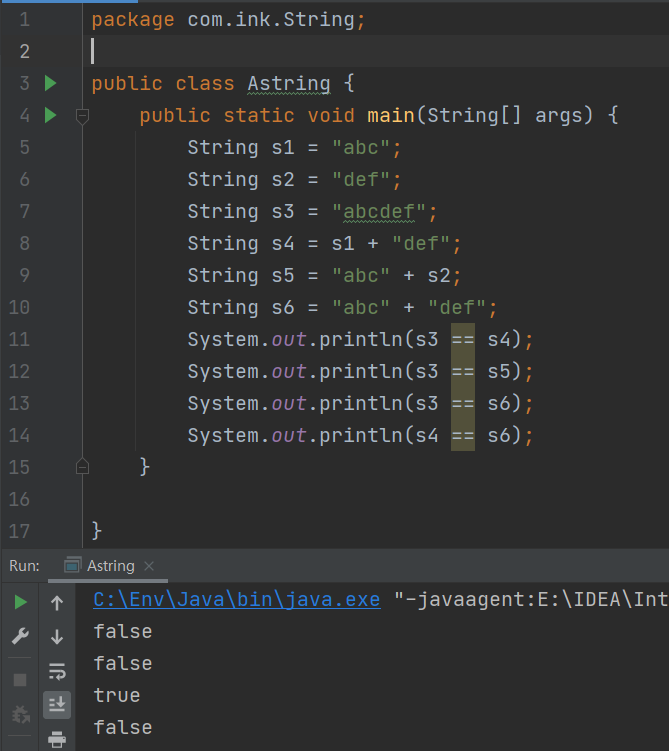 1 package com.ink.String;
2
3 public class Astring {
4 public static void main(String[] args) {
5 String s1 = "abc";
6 String s2 = "def";
7 String s3 = "abcdef";
8 String s4 = s1 + "def";
9 String s5 = "abc" + s2;
10 String s6 = "abc" + "def";
11 System.out.println(s3 == s4);
12 System.out.println(s3 == s5);
13 System.out.println(s3 == s6);
14 System.out.println(s4 == s6);
15 }
16
17 }
Run: Astring ×
C:\Env\Java\bin\java.exe "-javaagent:E:\IDEA\Int
false
false
true
false